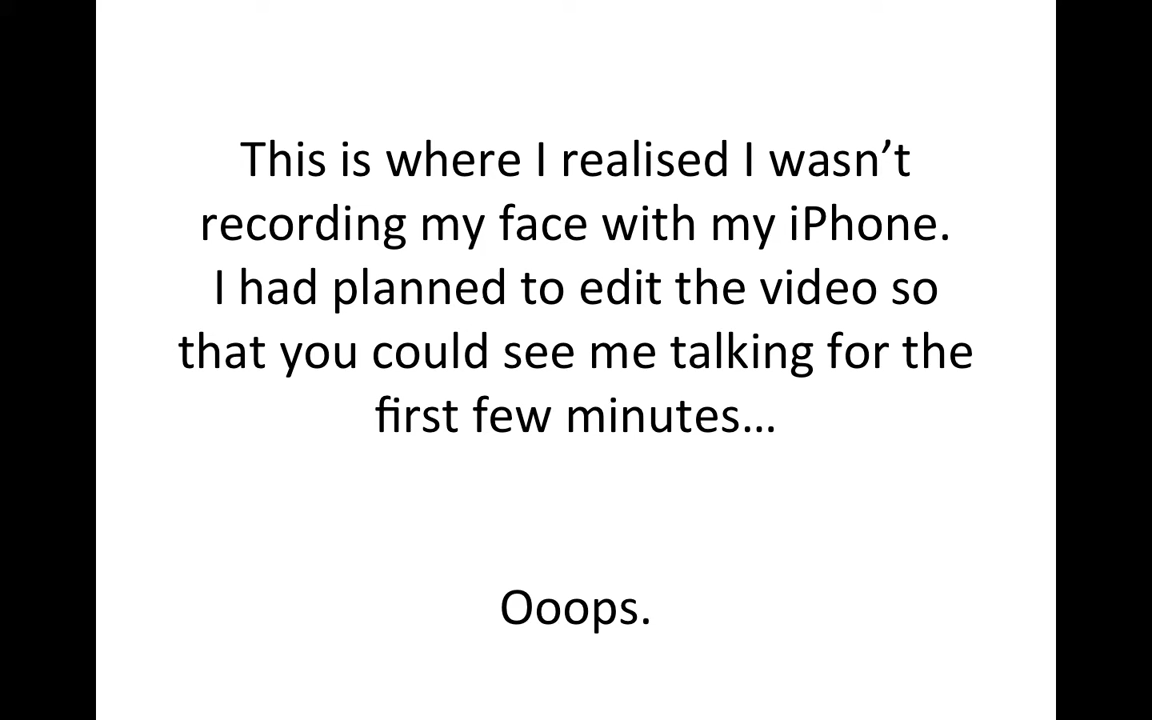 This is where I realised I wasn’t
recording my face with my iPhone.
I had planned to edit the video so
that you could see me talking for the
first few minutes…
Ooops.